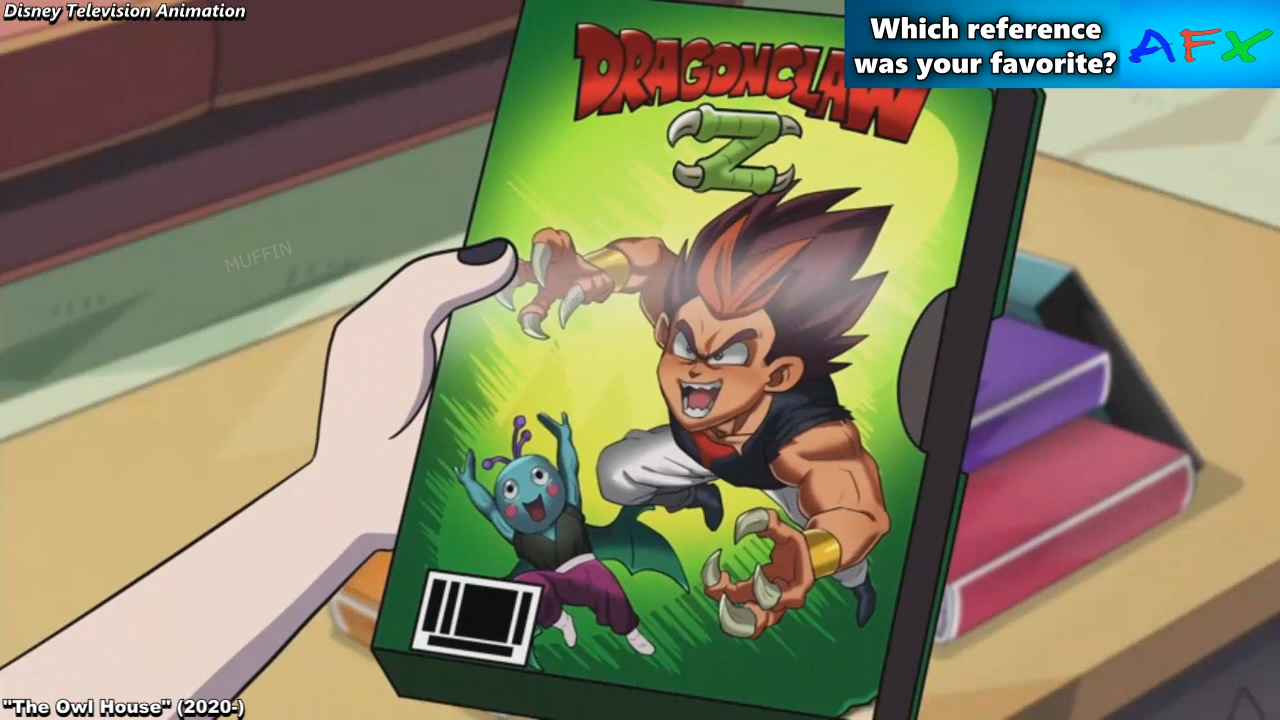 Disney Television Animation
Which reference
was your favorite?
AFX
DRAGONCLAW
Z
MUFFIN
"The Owl House" (2020-)